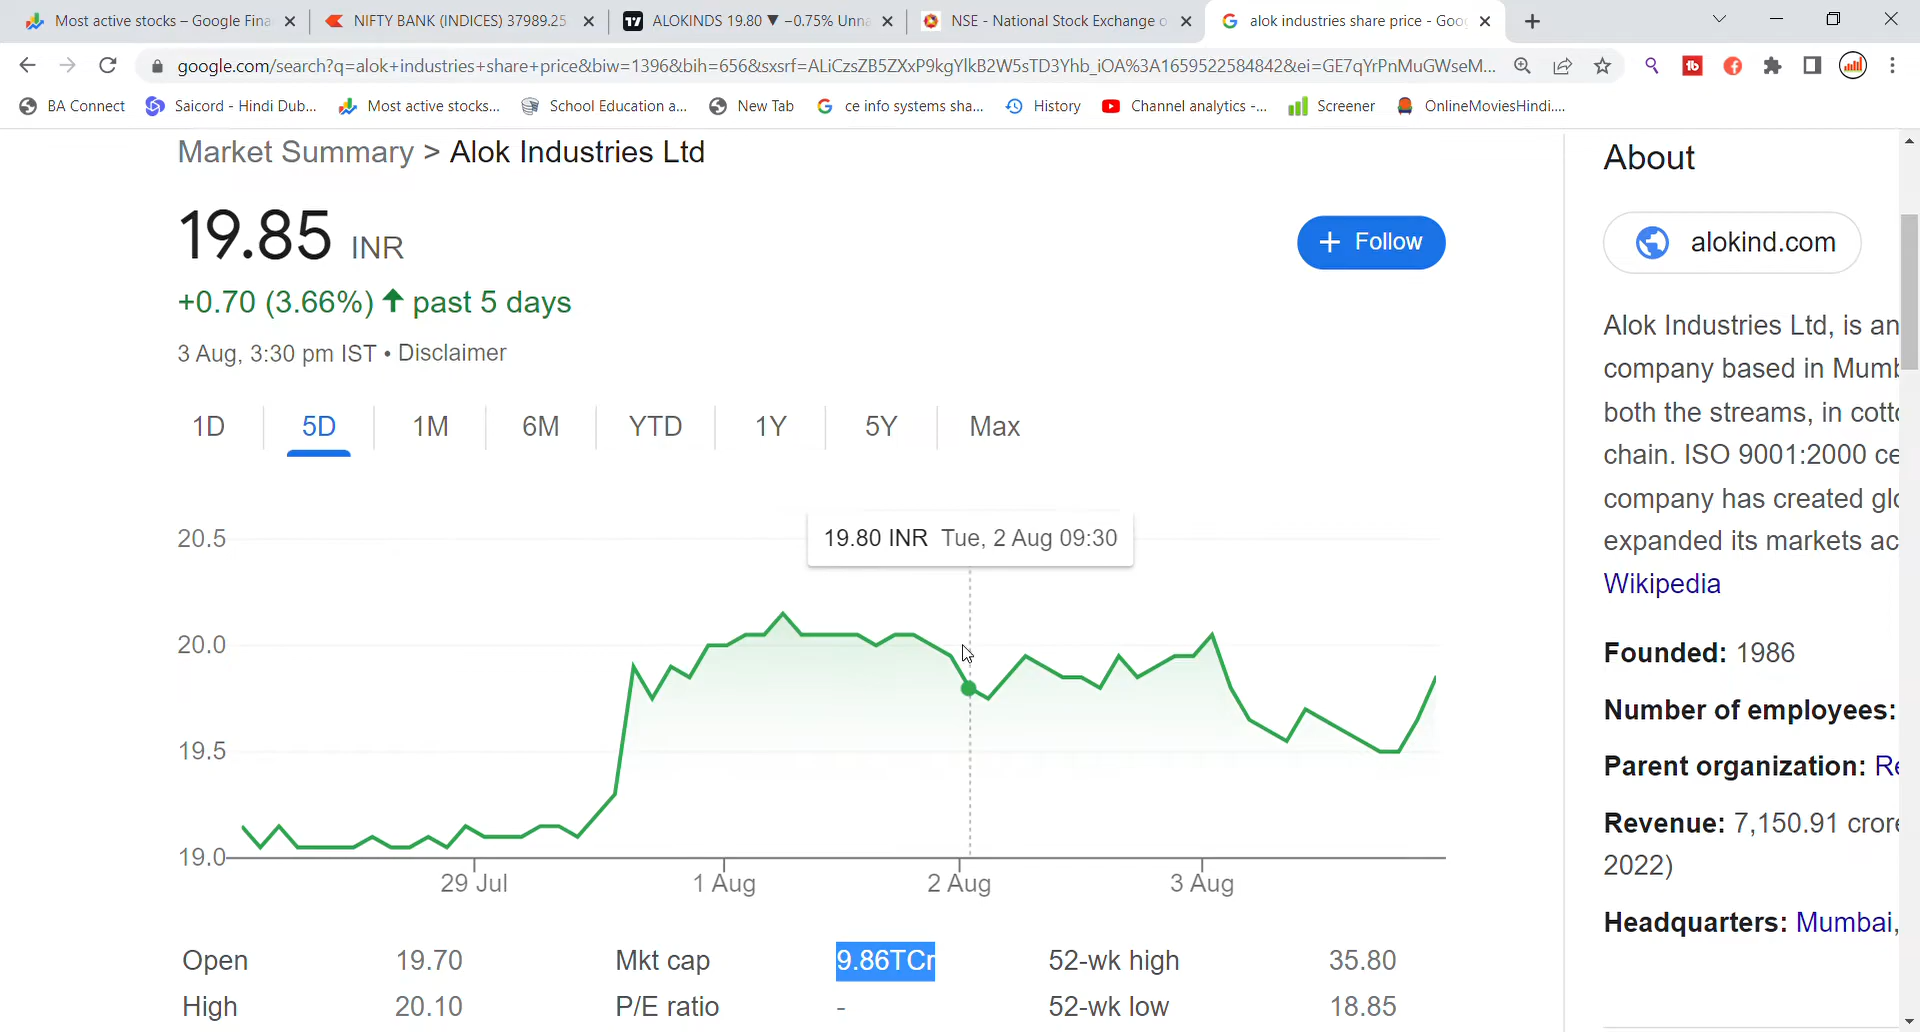 Most active stocks – Google Fina
NIFTY BANK (INDICES) 37989.25
ALOKINDS 19.80 ▼ −0.75% Unna
NSE - National Stock Exchange o
alok industries share price - Goog
google.com/search?q=alok+industries+share+price&biw=1396&bih=656&sxsrf=ALiCzsZB5ZXxP9kgYlkB2W5sTD3Yhb_iOA%3A1659522584842&ei=GE7qYrPnMuGWseM...
BA Connect
Saicord - Hindi Dub...
Most active stocks...
School Education a...
New Tab
ce info systems sha...
History
Channel analytics -...
Screener
OnlineMoviesHindi....
Market Summary > Alok Industries Ltd
19.85 INR
+ Follow
+0.70 (3.66%) ↑ past 5 days
3 Aug, 3:30 pm IST • Disclaimer
1D 5D 1M 6M YTD 1Y 5Y Max
19.80 INR Tue, 2 Aug 09:30
20.5
20.0
19.5
19.0
29 Jul 1 Aug 2 Aug 3 Aug
Open 19.70 Mkt cap 9.86TCr 52-wk high 35.80
High 20.10 P/E ratio - 52-wk low 18.85
About
alokind.com
Alok Industries Ltd, is an
company based in Mumb
both the streams, in cotto
chain. ISO 9001:2000 ce
company has created glo
expanded its markets ac
Wikipedia
Founded: 1986
Number of employees:
Parent organization: Re
Revenue: 7,150.91 crore
2022)
Headquarters: Mumbai,